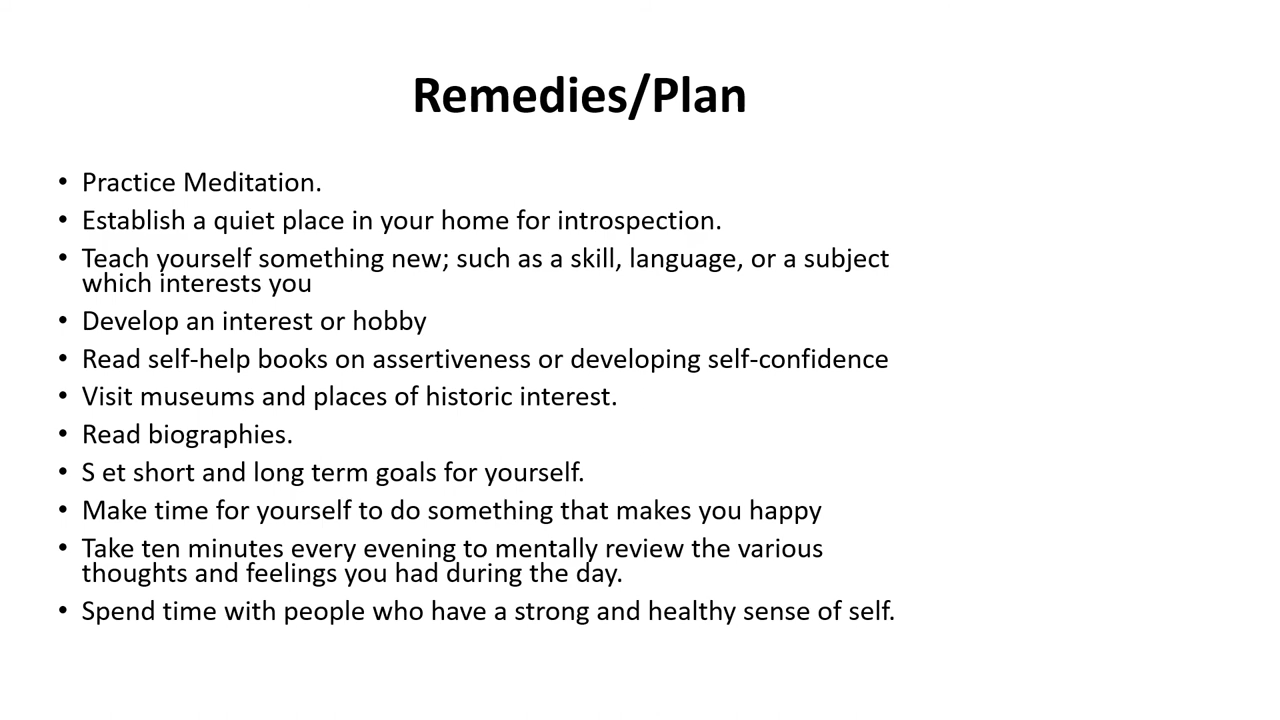 Remedies/Plan
• Practice Meditation.
• Establish a quiet place in your home for introspection.
• Teach yourself something new; such as a skill, language, or a subject
which interests you
• Develop an interest or hobby
• Read self-help books on assertiveness or developing self-confidence
• Visit museums and places of historic interest.
• Read biographies.
• S et short and long term goals for yourself.
• Make time for yourself to do something that makes you happy
• Take ten minutes every evening to mentally review the various
thoughts and feelings you had during the day.
• Spend time with people who have a strong and healthy sense of self.